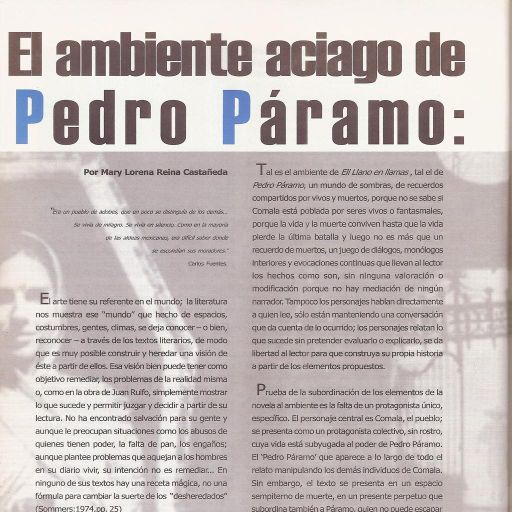 El ambiente aciago de
Pedro Páramo:
Por Mary Lorena Reina Castañeda
"Era un pueblo de adobes, que en poco se distinguía de los demás...
Se vivía de milagro. Se vivía en silencio. Como en la mayoría
de las aldeas mexicanas, era difícil saber donde
se escondían sus moradores."
Carlos Fuentes.
El arte tiene su referente en el mundo; la literatura
nos muestra ese "mundo" que hecho de espacios,
costumbres, gentes, climas, se deja conocer – o bien,
reconocer – a través de los textos literarios, de modo
que es muy posible construir y heredar una visión de
éste a partir de ellos. Esa visión bien puede tener como
objetivo remediar, los problemas de la realidad misma
o, como en la obra de Juan Rulfo, simplemente mostrar
lo que sucede y permitir juzgar y decidir a partir de su
lectura. No ha encontrado salvación para su gente y
aunque le preocupan situaciones como los abusos de
quienes tienen poder, la falta de pan, los engaños;
aunque plantee problemas que aquejan a los hombres
en su diario vivir, su intención no es remediar... En
ninguno de sus textos hay una receta mágica, no una
fórmula para cambiar la suerte de los "desheredados"
(Sommers:1974,pp. 25)
Tal es el ambiente de Ell Llano en llamas, tal el de
Pedro Páramo, un mundo de sombras, de recuerdos
compartidos por vivos y muertos, porque no se sabe si
Comala está poblada por seres vivos o fantasmales,
porque la vida y la muerte conviven hasta que la vida
pierde la última batalla y luego no es más que un
recuerdo de muertos, un juego de diálogos, monólogos
interiores y evocaciones continuas que llevan al lector
los hechos como son, sin ninguna valoración o
modificación porque no hay mediación de ningún
narrador. Tampoco los personajes hablan directamente
a quien lee, sólo están manteniendo una conversación
que da cuenta de lo ocurrido; los personajes relatan lo
que sucede sin pretender evaluarlo o explicarlo, se da
libertad al lector para que construya su propia historia
a partir de los elementos propuestos.
Prueba de la subordinación de los elementos de la
novela al ambiente es la falta de un protagonista único,
específico. El personaje central es Comala, el pueblo;
se presenta como un protagonista colectivo, sin rostro,
cuya vida está subyugada al poder de Pedro Páramo.
El 'Pedro Páramo' que aparece a lo largo de todo el
relato manipulando los demás individuos de Comala.
Sin embargo, el texto se presenta en un espacio
sempiterno de muerte, en un presente perpetuo que
subordina también a Páramo, quien no puede escapar